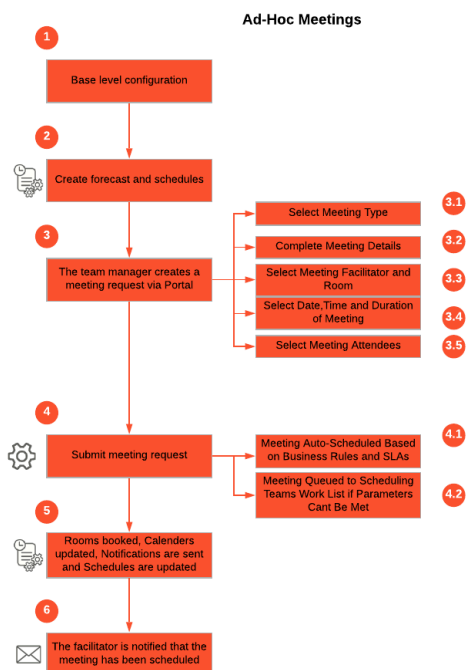 Ad-Hoc Meetings
1
Base level configuration
2
Create forecast and schedules
3
The team manager creates a
meeting request via Portal
3.1
Select Meeting Type
3.2
Complete Meeting Details
3.3
Select Meeting Facilitator and
Room
3.4
Select Date,Time and Duration
of Meeting
3.5
Select Meeting Attendees
4
Submit meeting request
4.1
Meeting Auto-Scheduled Based
on Business Rules and SLAs
4.2
Meeting Queued to Scheduling
Teams Work List if Parameters
Cant Be Met
5
Rooms booked, Calenders
updated, Notifications are sent
and Schedules are updated
6
The facilitator is notified that the
meeting has been scheduled